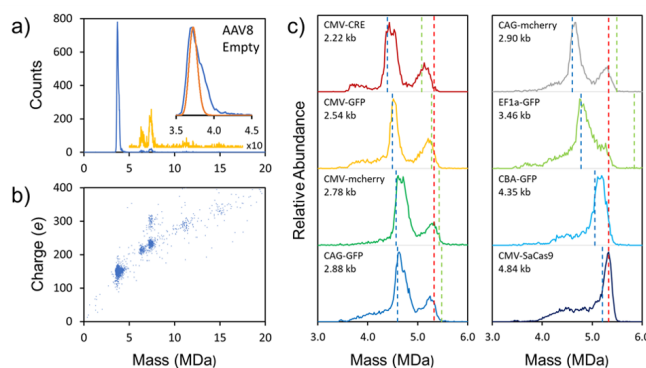 a)
AAV8
Empty
Counts
800
600
400
200
0
3.5 4.0 4.5
x10
0 5 10 15 20
b)
Charge (e)
400
300
200
100
0
0 5 10 15 20
Mass (MDa)
c)
Relative Abundance
CMV-CRE
2.22 kb
CMV-GFP
2.54 kb
CMV-mcherry
2.78 kb
CAG-GFP
2.88 kb
3.0 4.0 5.0 6.0
Mass (MDa)
CAG-mcherry
2.90 kb
EF1a-GFP
3.46 kb
CBA-GFP
4.35 kb
CMV-SaCas9
4.84 kb
3.0 4.0 5.0 6.0
Mass (MDa)